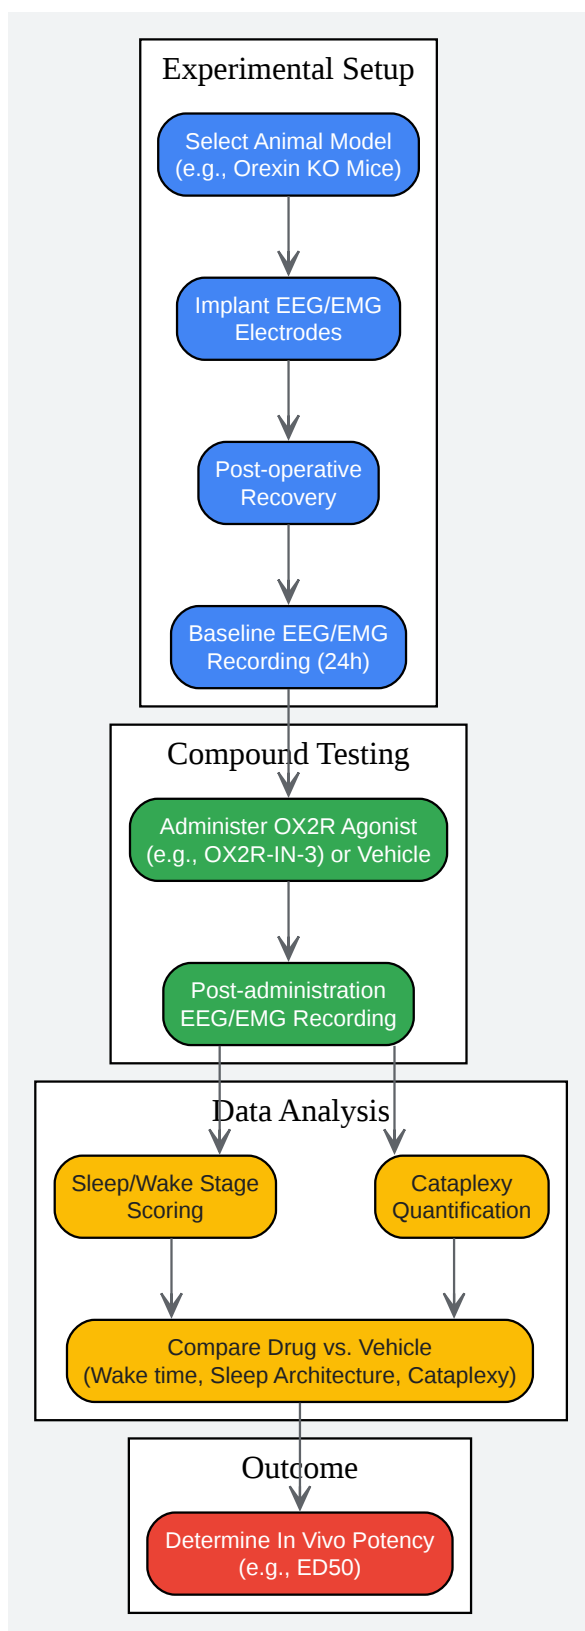 Experimental Setup
Select Animal Model
(e.g., Orexin KO Mice)
Implant EEG/EMG
Electrodes
Post-operative
Recovery
Baseline EEG/EMG
Recording (24h)
Compound Testing
Administer OX2R Agonist
(e.g., OX2R-IN-3) or Vehicle
Post-administration
EEG/EMG Recording
Data Analysis
Sleep/Wake Stage
Scoring
Cataplexy
Quantification
Compare Drug vs. Vehicle
(Wake time, Sleep Architecture, Cataplexy)
Outcome
Determine In Vivo Potency
(e.g., ED50)